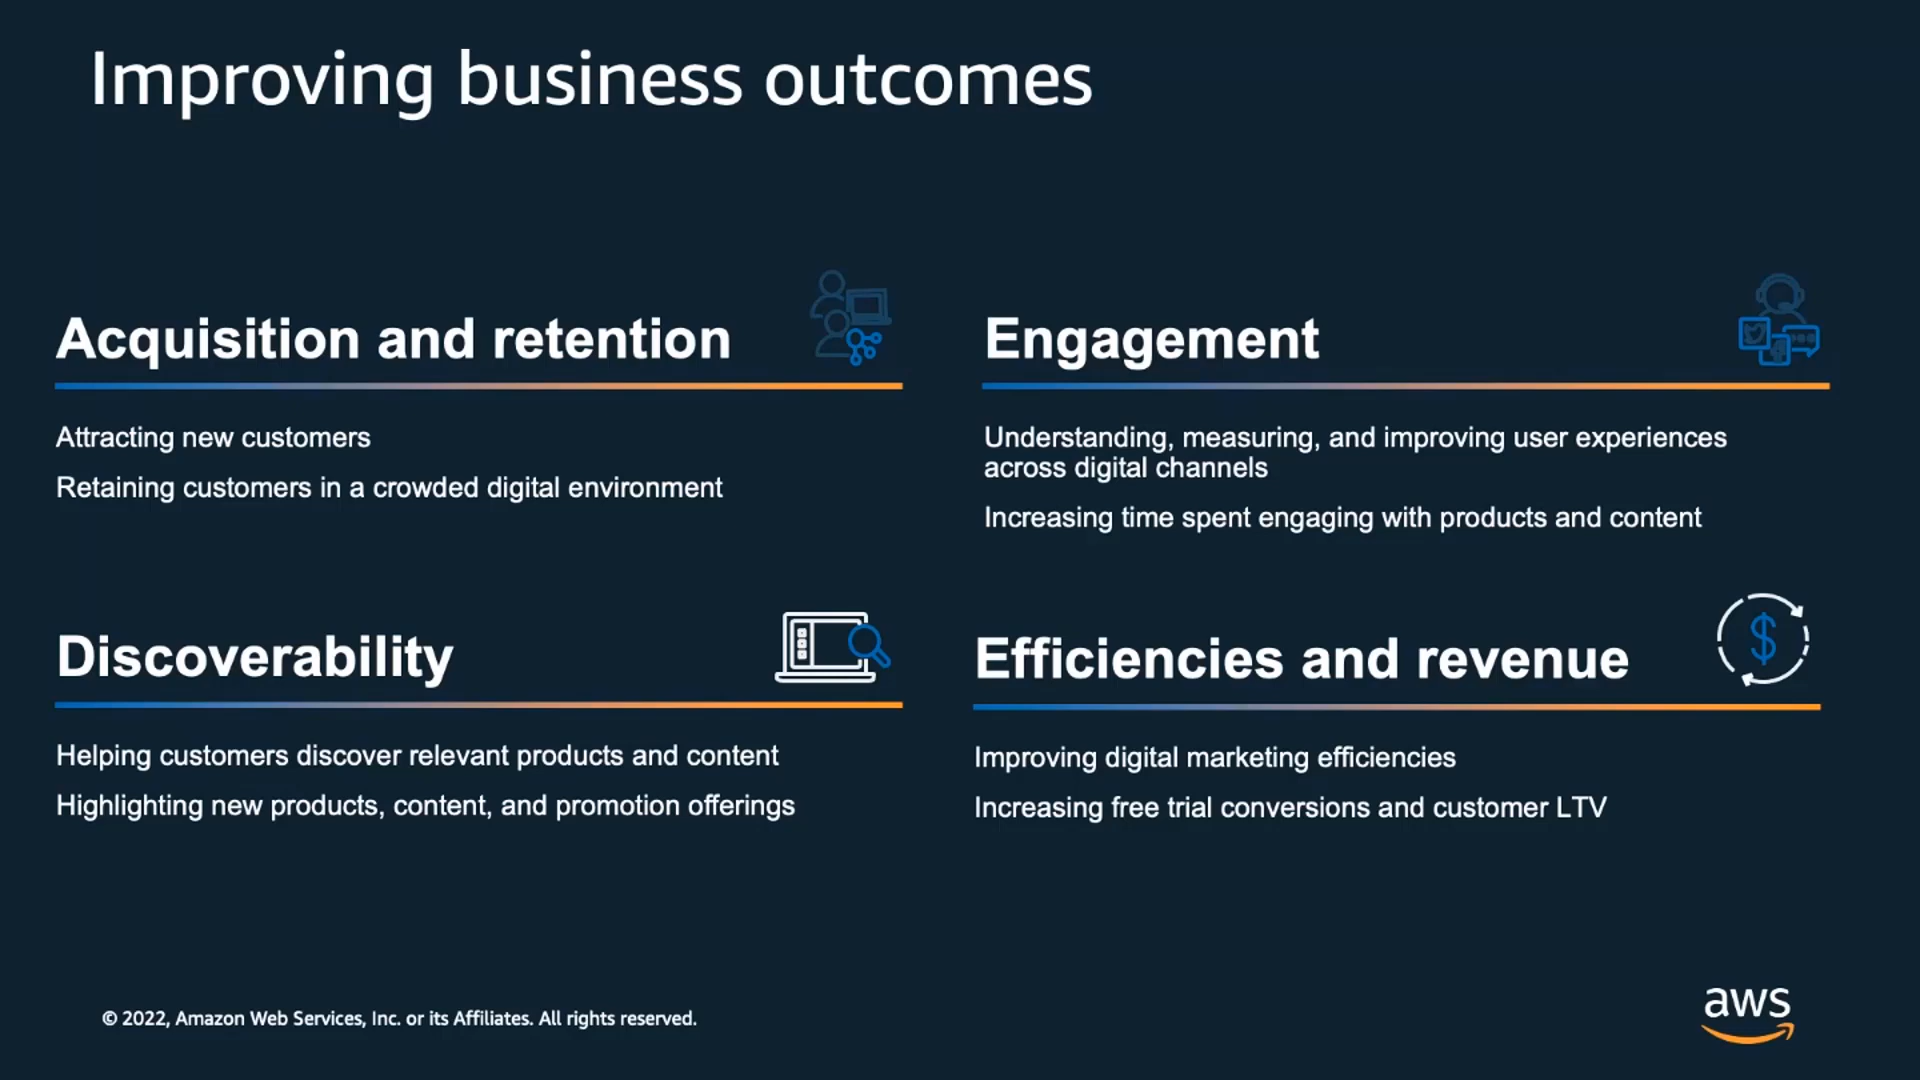 Improving business outcomes
Acquisition and retention
Attracting new customers
Retaining customers in a crowded digital environment
Engagement
Understanding, measuring, and improving user experiences
across digital channels
Increasing time spent engaging with products and content
Discoverability
Helping customers discover relevant products and content
Highlighting new products, content, and promotion offerings
Efficiencies and revenue
Improving digital marketing efficiencies
Increasing free trial conversions and customer LTV
© 2022, Amazon Web Services, Inc. or its Affiliates. All rights reserved.
aws